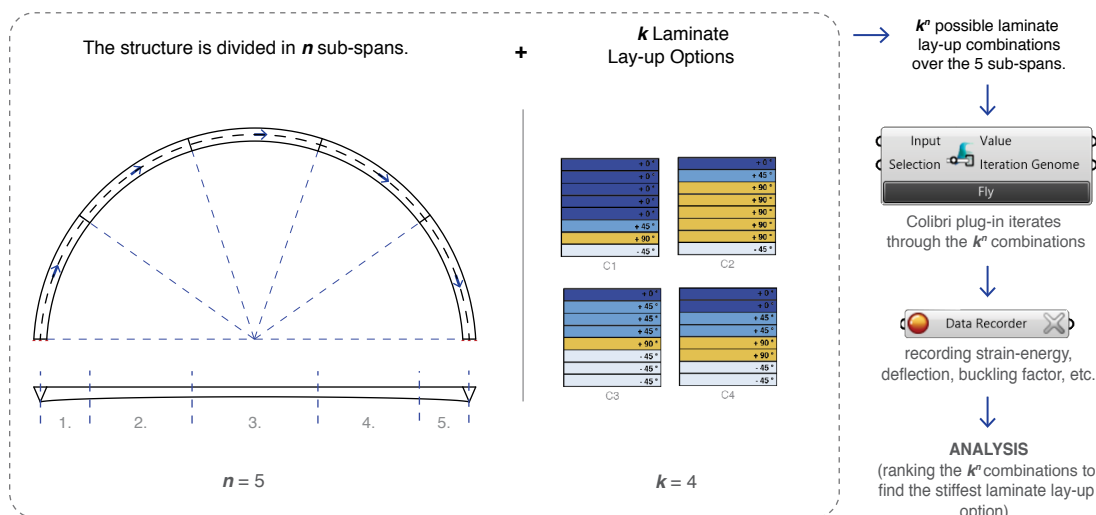 The structure is divided in n sub-spans.
+
k Laminate
Lay-up Options
kⁿ possible laminate
lay-up combinations
over the 5 sub-spans.
Input
Value
Selection
Iteration Genome
Fly
Colibri plug-in iterates
through the kⁿ combinations
Data Recorder
recording strain-energy,
deflection, buckling factor, etc.
ANALYSIS
(ranking the kⁿ combinations to
find the stiffest laminate lay-up
option)
+ 0 °
+ 0 °
+ 0 °
+ 0 °
+ 0 °
+ 45 °
+ 90 °
- 45 °
C1
+ 0 °
+ 45 °
+ 90 °
+ 90 °
+ 90 °
+ 90 °
+ 90 °
- 45 °
C2
+ 0 °
+ 45 °
+ 45 °
+ 45 °
+ 90 °
- 45 °
- 45 °
- 45 °
C3
+ 0 °
+ 0 °
+ 45 °
+ 45 °
+ 90 °
+ 90 °
- 45 °
- 45 °
C4
1. 2. 3. 4. 5.
n = 5
k = 4